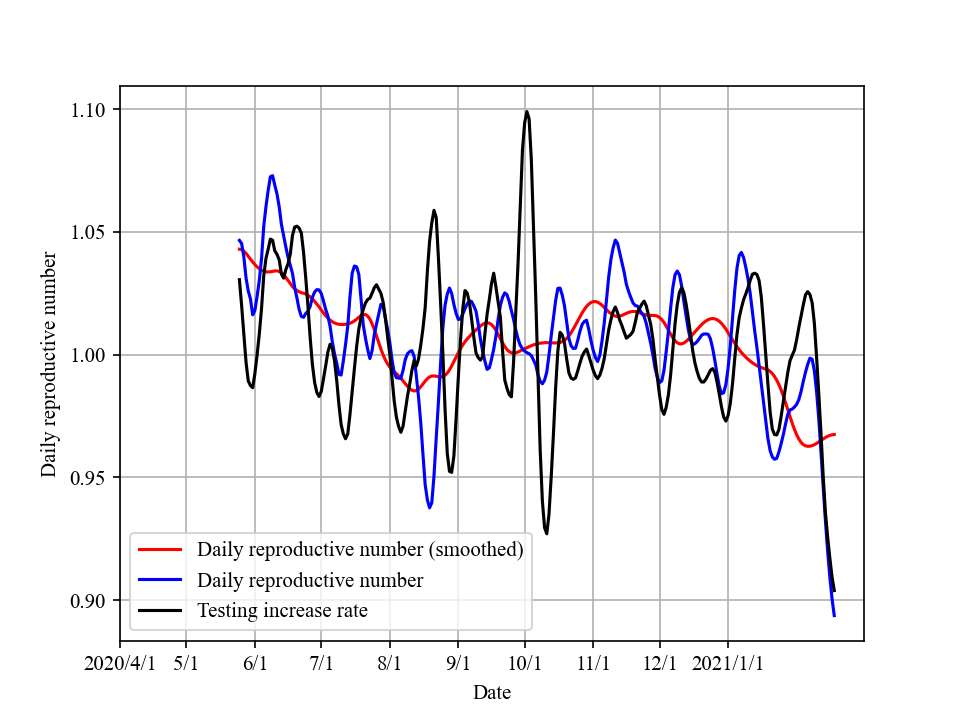 1.10
1.05
1.00
0.95
0.90
Daily reproductive number
Daily reproductive number (smoothed)
Daily reproductive number
Testing increase rate
2020/4/1 5/1 6/1 7/1 8/1 9/1 10/1 11/1 12/1 2021/1/1
Date